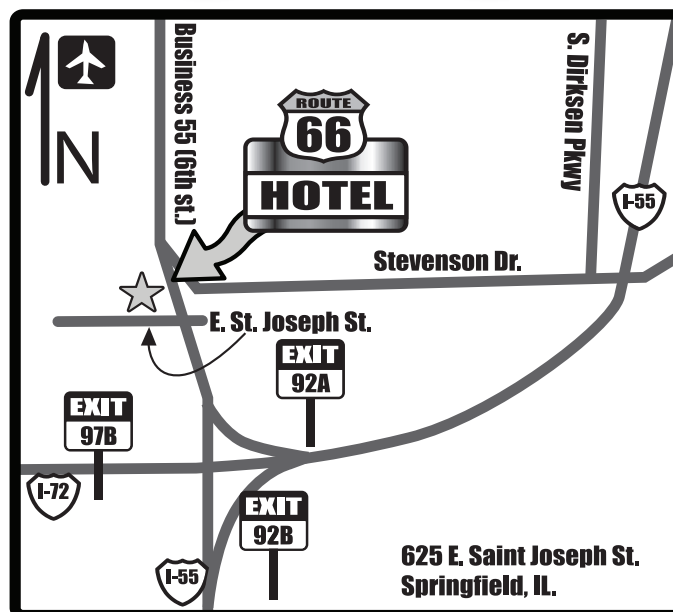 N
Business 55 (6th st.)
ROUTE
66
HOTEL
S. Dirksen Pkwy
I-55
Stevenson Dr.
E. St. Joseph St.
EXIT
92A
EXIT
97B
I-72
EXIT
92B
I-55
625 E. Saint Joseph St.
Springfield, IL.